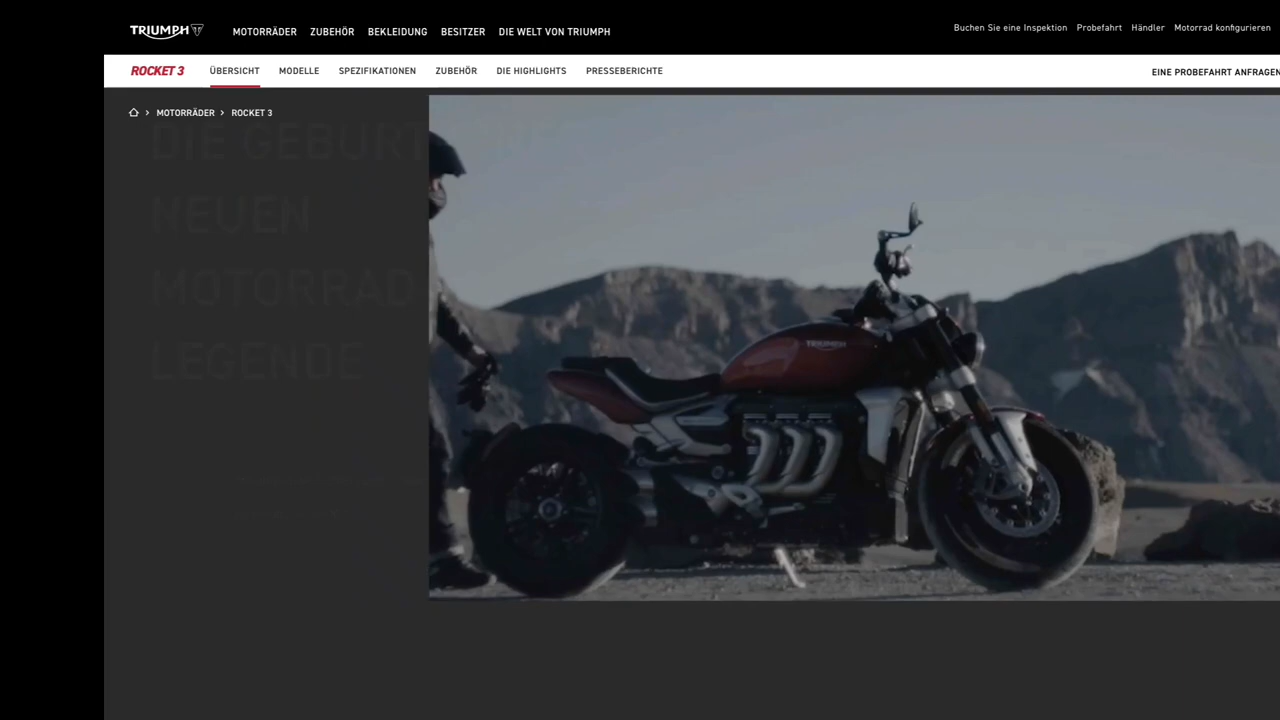 TRIUMPH
MOTORRÄDER ZUBEHÖR BEKLEIDUNG BESITZER DIE WELT VON TRIUMPH
Buchen Sie eine Inspektion Probefahrt Händler Motorrad konfigurieren
ROCKET 3 ÜBERSICHT MODELLE SPEZIFIKATIONEN ZUBEHÖR DIE HIGHLIGHTS PRESSEBERICHTE
EINE PROBEFAHRT ANFRAGEN
MOTORRÄDER > ROCKET 3
DIE GEBURT
NEUEN
MOTORRAD
LEGENDE
TRIUMPH